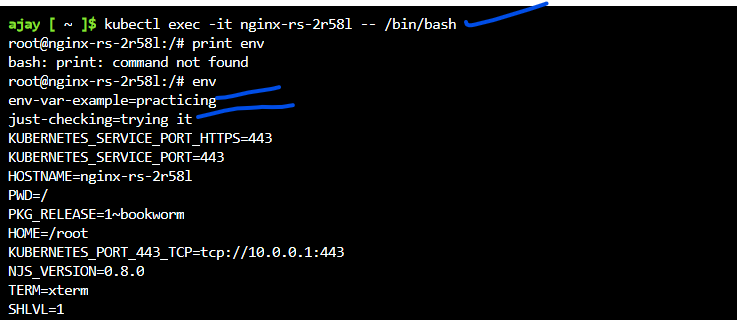 ajay [ ~ ]$ kubectl exec -it nginx-rs-2r58l -- /bin/bash
root@nginx-rs-2r58l:/# print env
bash: print: command not found
root@nginx-rs-2r58l:/# env
env-var-example=practicing
just-checking=trying it
KUBERNETES_SERVICE_PORT_HTTPS=443
KUBERNETES_SERVICE_PORT=443
HOSTNAME=nginx-rs-2r58l
PWD=/
PKG_RELEASE=1~bookworm
HOME=/root
KUBERNETES_PORT_443_TCP=tcp://10.0.0.1:443
NJS_VERSION=0.8.0
TERM=xterm
SHLVL=1